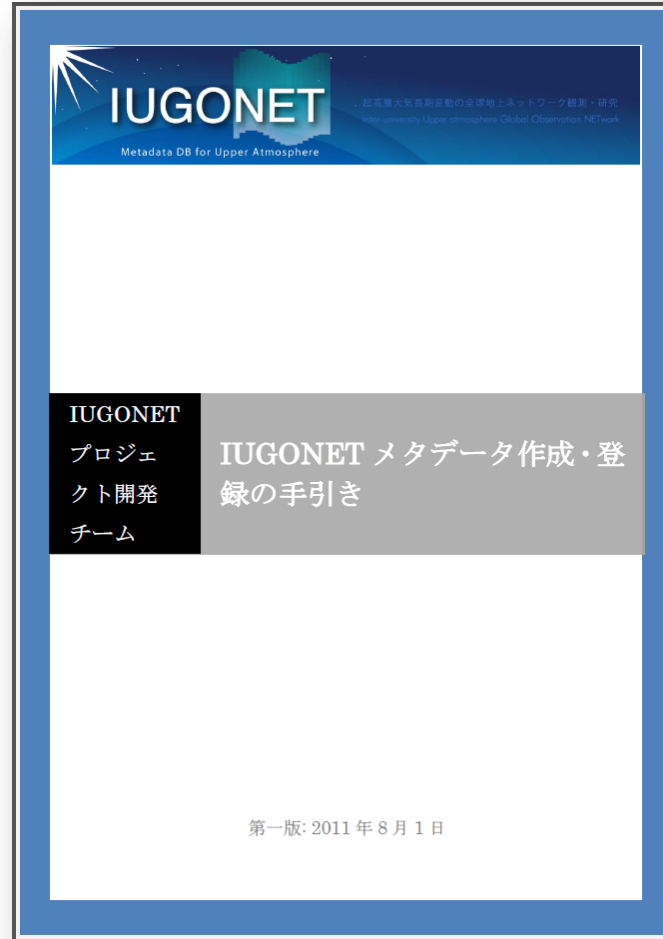 IUGONET
超高層大気長期変動の全球地上ネットワーク観測・研究
Inter-university Upper atmosphere Global Observation NETwork
Metadata DB for Upper Atmosphere
IUGONET
プロジェ
クト開発
チーム
IUGONET メタデータ作成・登
録の手引き
第一版: 2011 年 8 月 1 日